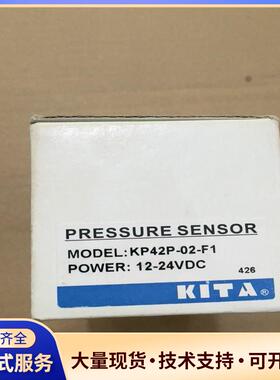 PRESSURE SENSOR
MODEL:KP42P-02-F1
POWER: 12-24VDC
426
KITA®
齐全
式服务
大量现货·技术支持·可开